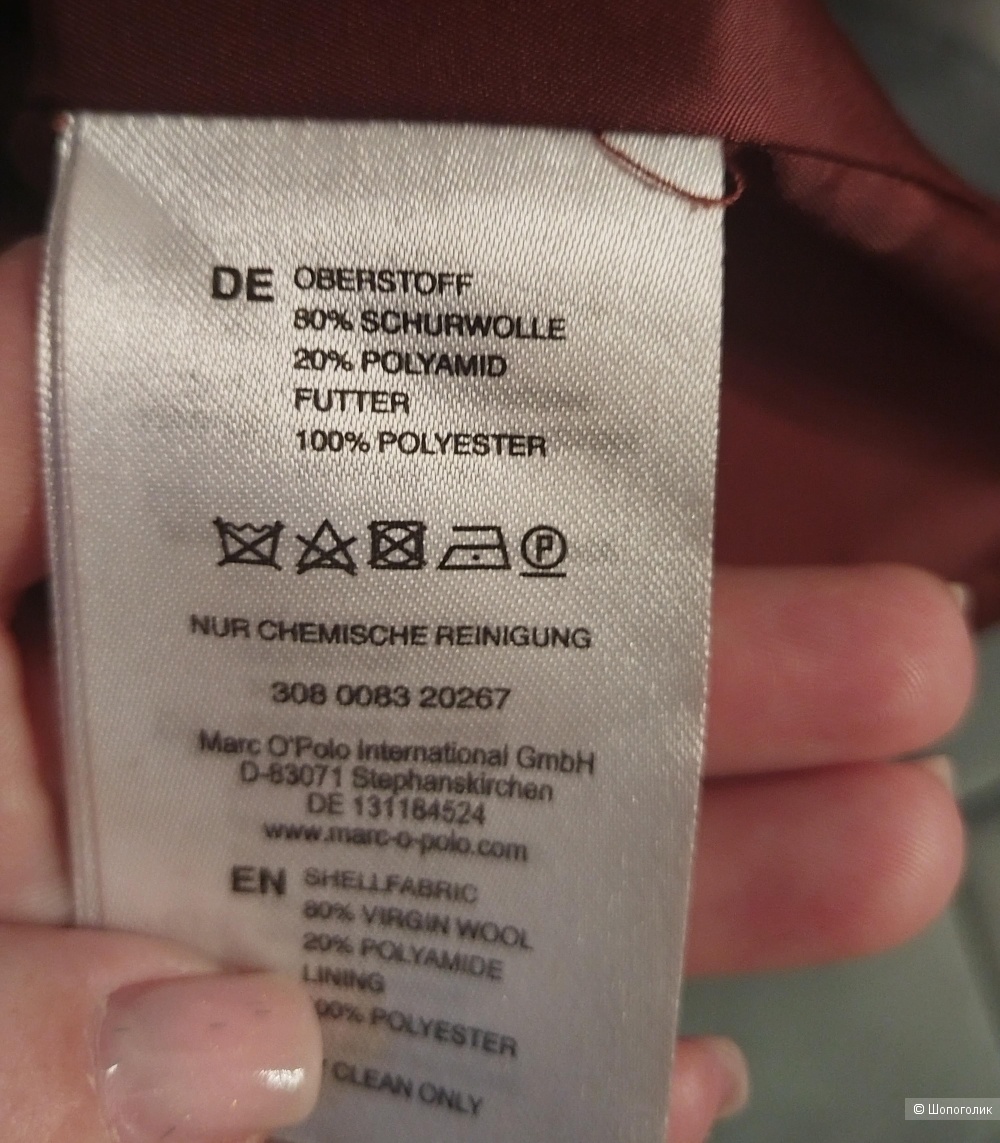 DE OBERSTOFF
80% SCHURWOLLE
20% POLYAMID
FUTTER
100% POLYESTER
P
NUR CHEMISCHE REINIGUNG
308 0083 20267
Marc O'Polo International GmbH
D-83071 Stephanskirchen
DE 131184524
www.marc-o-polo.com
EN SHELLFABRIC
80% VIRGIN WOOL
20% POLYAMIDE
LINING
00% POLYESTER
CLEAN ONLY
© Шопоголик